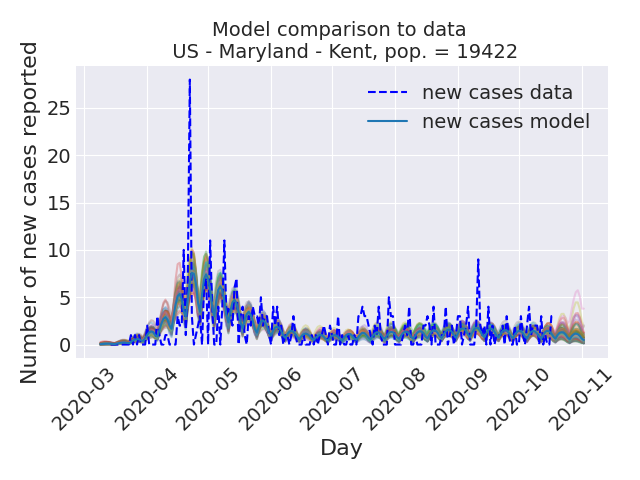 Model comparison to data
US - Maryland - Kent, pop. = 19422
Number of new cases reported
25
20
15
10
5
0
new cases data
new cases model
2020-03
2020-04
2020-05
2020-06
2020-07
2020-08
2020-09
2020-10
2020-11
Day